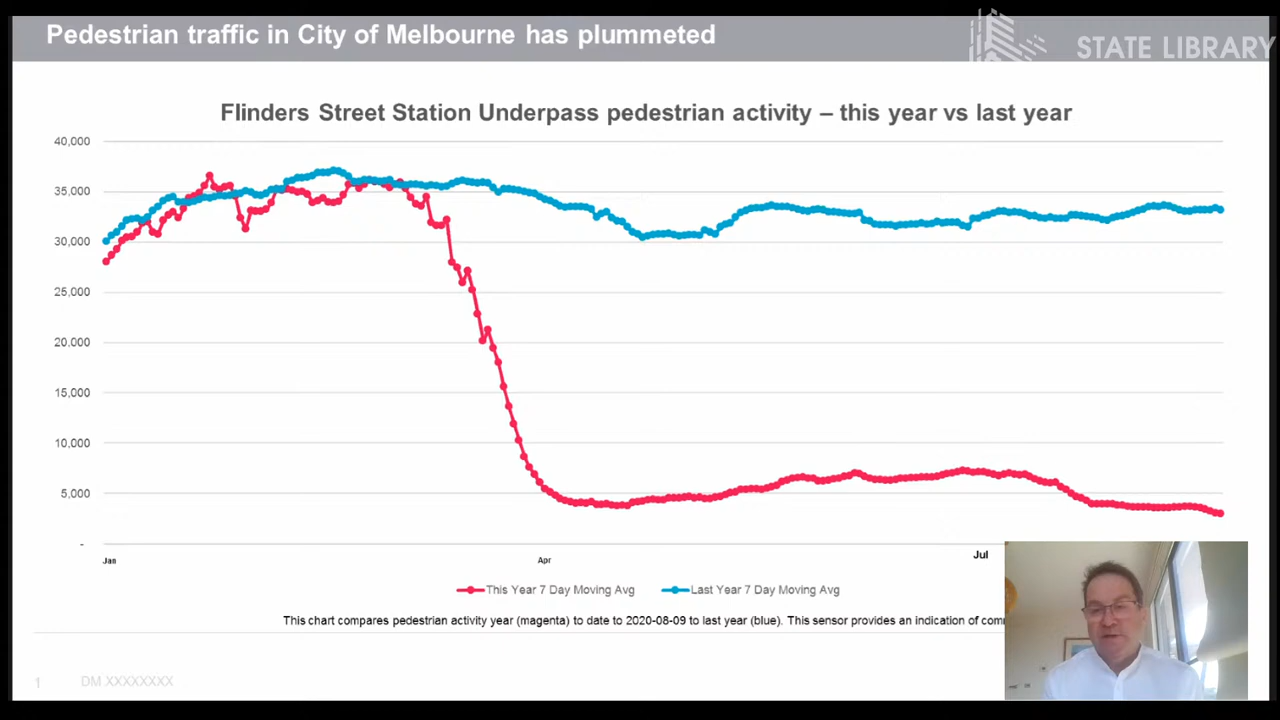 Pedestrian traffic in City of Melbourne has plummeted
STATE LIBRARY
Flinders Street Station Underpass pedestrian activity – this year vs last year
40,000
35,000
30,000
25,000
20,000
15,000
10,000
5,000
-
Jan
Apr
Jul
This Year 7 Day Moving Avg
Last Year 7 Day Moving Avg
This chart compares pedestrian activity year (magenta) to date to 2020-08-09 to last year (blue). This sensor provides an indication of
1
DM XXXXXXXX